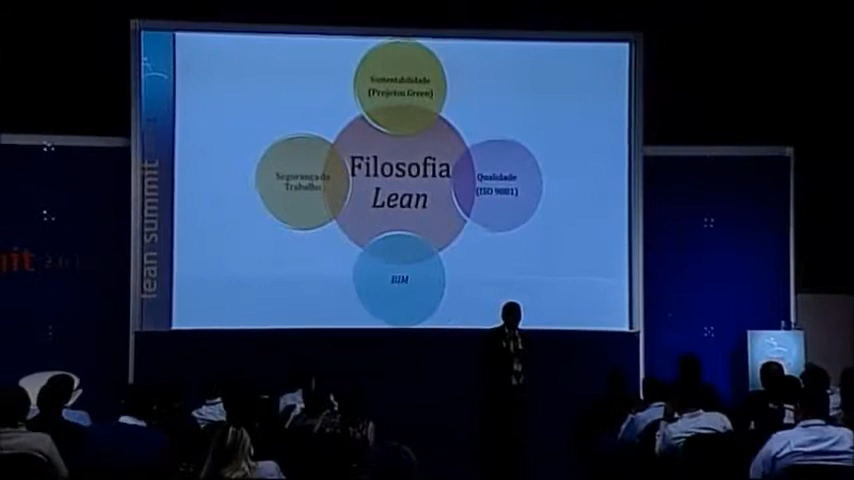 Sustentabilidade
(Projetos Green)
Segurança do
Trabalho
Filosofia
Lean
Qualidade
(ISO 9001)
BIM
lean summit